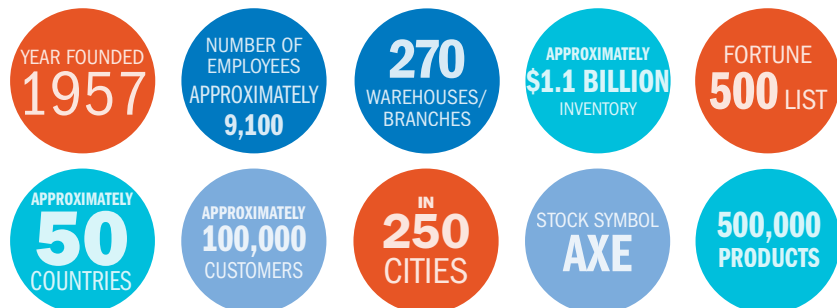 YEAR FOUNDED
1957
NUMBER OF
EMPLOYEES
APPROXIMATELY
9,100
270
WAREHOUSES/
BRANCHES
APPROXIMATELY
$1.1 BILLION
INVENTORY
FORTUNE
500 LIST
APPROXIMATELY
50
COUNTRIES
APPROXIMATELY
100,000
CUSTOMERS
IN
250
CITIES
STOCK SYMBOL
AXE
500,000
PRODUCTS